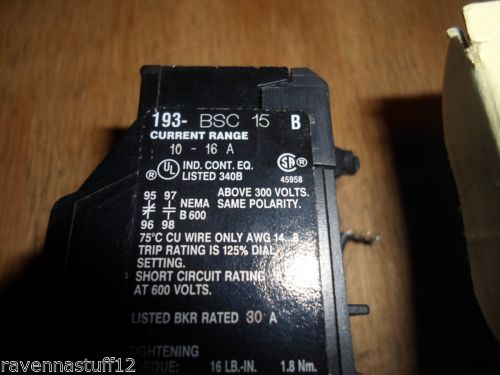 193- BSC 15 B
CURRENT RANGE
10 - 16 A
® UL IND. CONT. EQ. LISTED 340B
SA ® 45958
95 97
96 98
NEMA B 600
ABOVE 300 VOLTS. SAME POLARITY.
75°C CU WIRE ONLY AWG 14
TRIP RATING IS 125% DIAL
SETTING.
SHORT CIRCUIT RATING
AT 600 VOLTS.
LISTED BKR RATED 30 A
TIGHTENING
16 LB.-IN. 1.8 Nm.
ravennastuff12